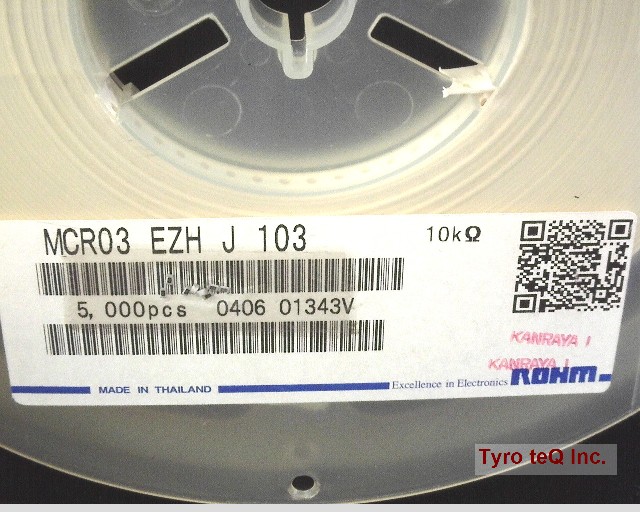 MCR03 EZH J 103 10kΩ
5,000pcs 0406 01343V
KANRAYA I
KANRAYA I
MADE IN THAILAND Excellence in Electronics ROHM
Tyro teQ Inc.